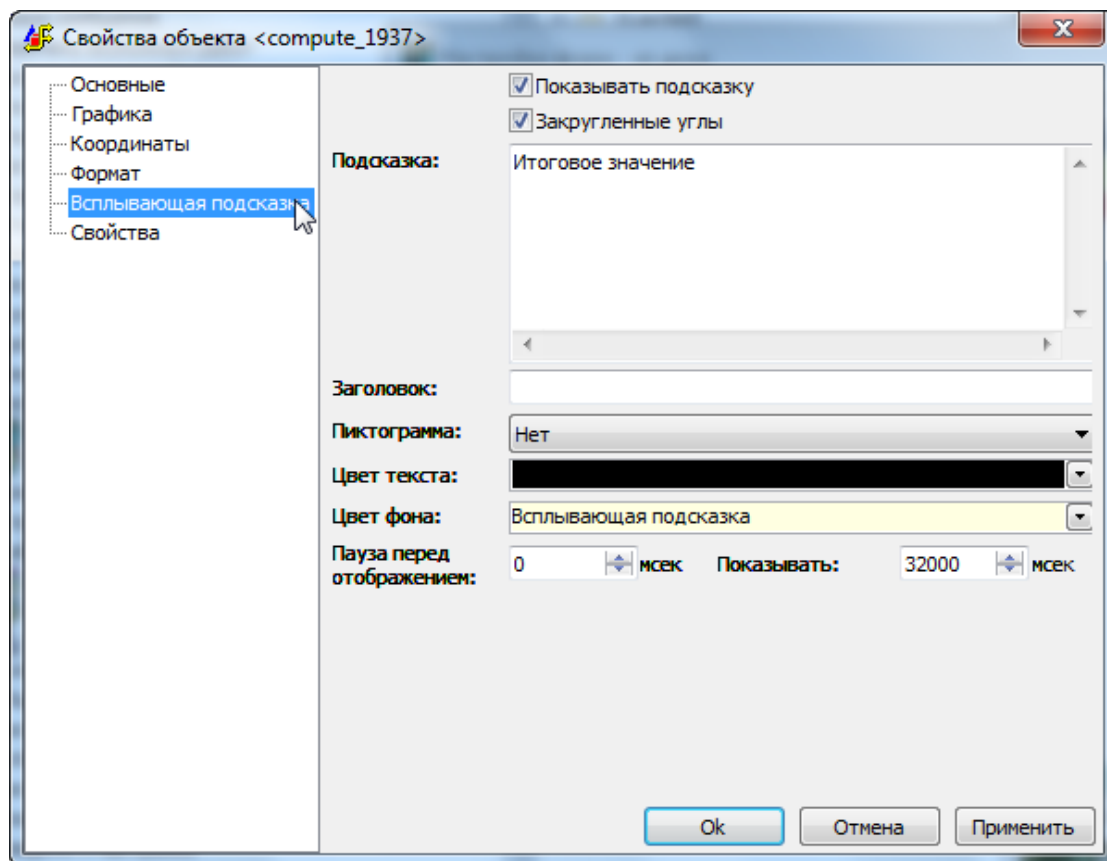 Свойства объекта <compute_1937>
Основные
Графика
Координаты
Формат
Всплывающая подсказка
Свойства
Показывать подсказку
Закругленные углы
Подсказка: Итоговое значение
Заголовок:
Пиктограмма: Нет
Цвет текста:
Цвет фона: Всплывающая подсказка
Пауза перед
отображением: 0 мсек Показывать: 32000 мсек
Ok Отмена Применить